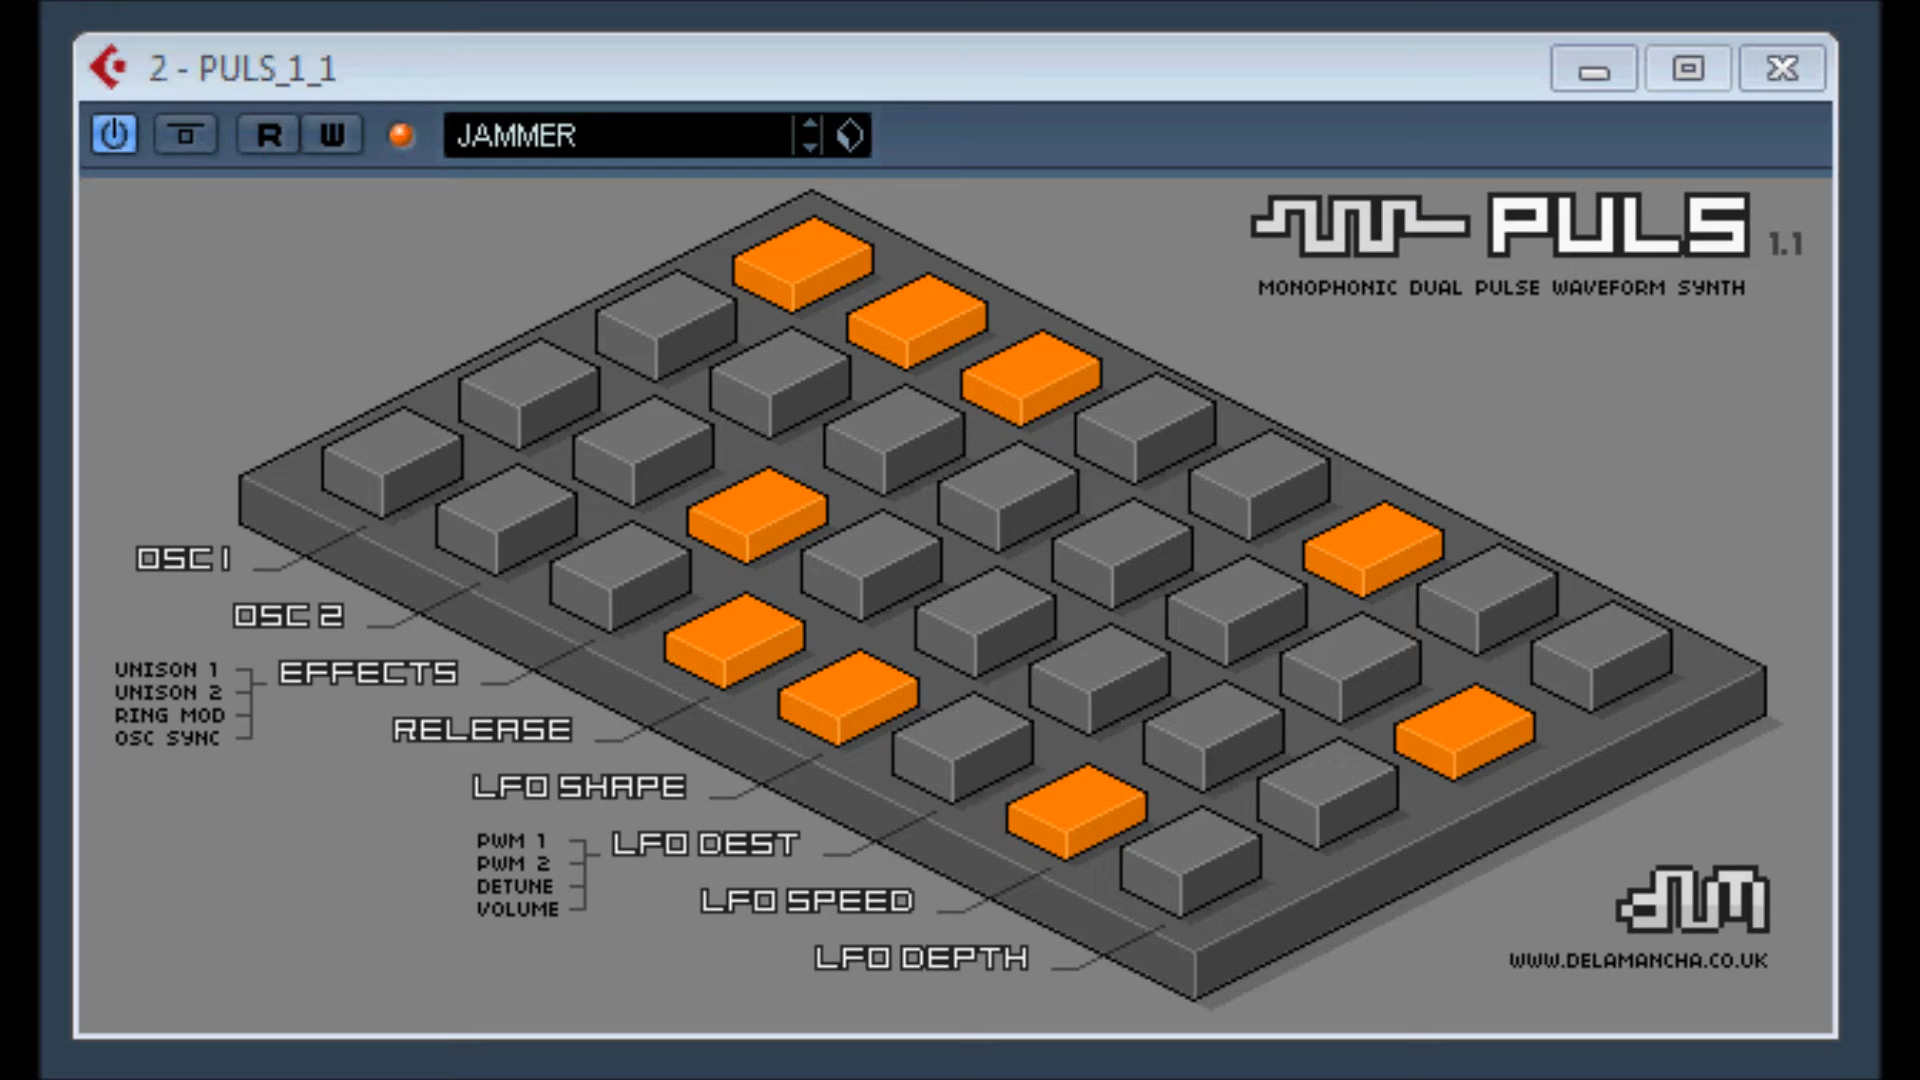 2 - PULS_1_1
R W JAMMER
PULS 1.1
MONOPHONIC DUAL PULSE WAVEFORM SYNTH
OSC 1
OSC 2
UNISON 1
UNISON 2
RING MOD
OSC SYNC
EFFECTS
RELEASE
LFO SHAPE
PWM 1
PWM 2
DETUNE
VOLUME
LFO DEST
LFO SPEED
LFO DEPTH
dlm
WWW.DELAMANCHA.CO.UK